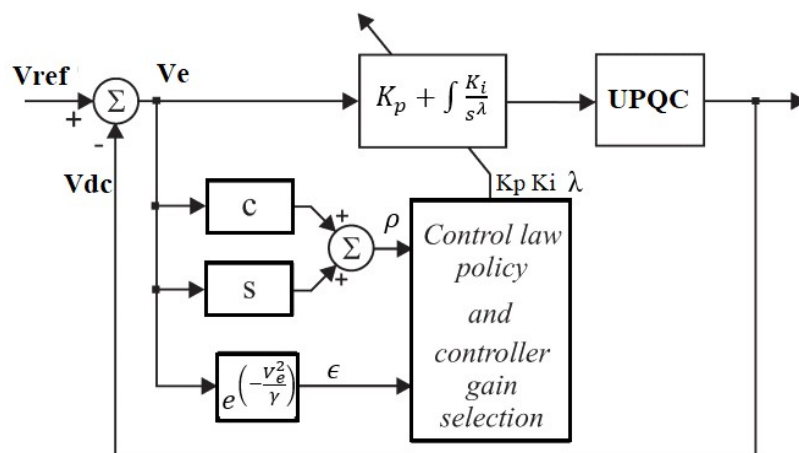 Vref
Ve
+
-
Σ
Vdc
K_p + ∫ K_i / s^λ
UPQC
Kp Ki λ
c
+
ρ
Σ
+
s
Control law
policy
and
controller
gain
selection
e^(-v_e^2/γ)
ϵ